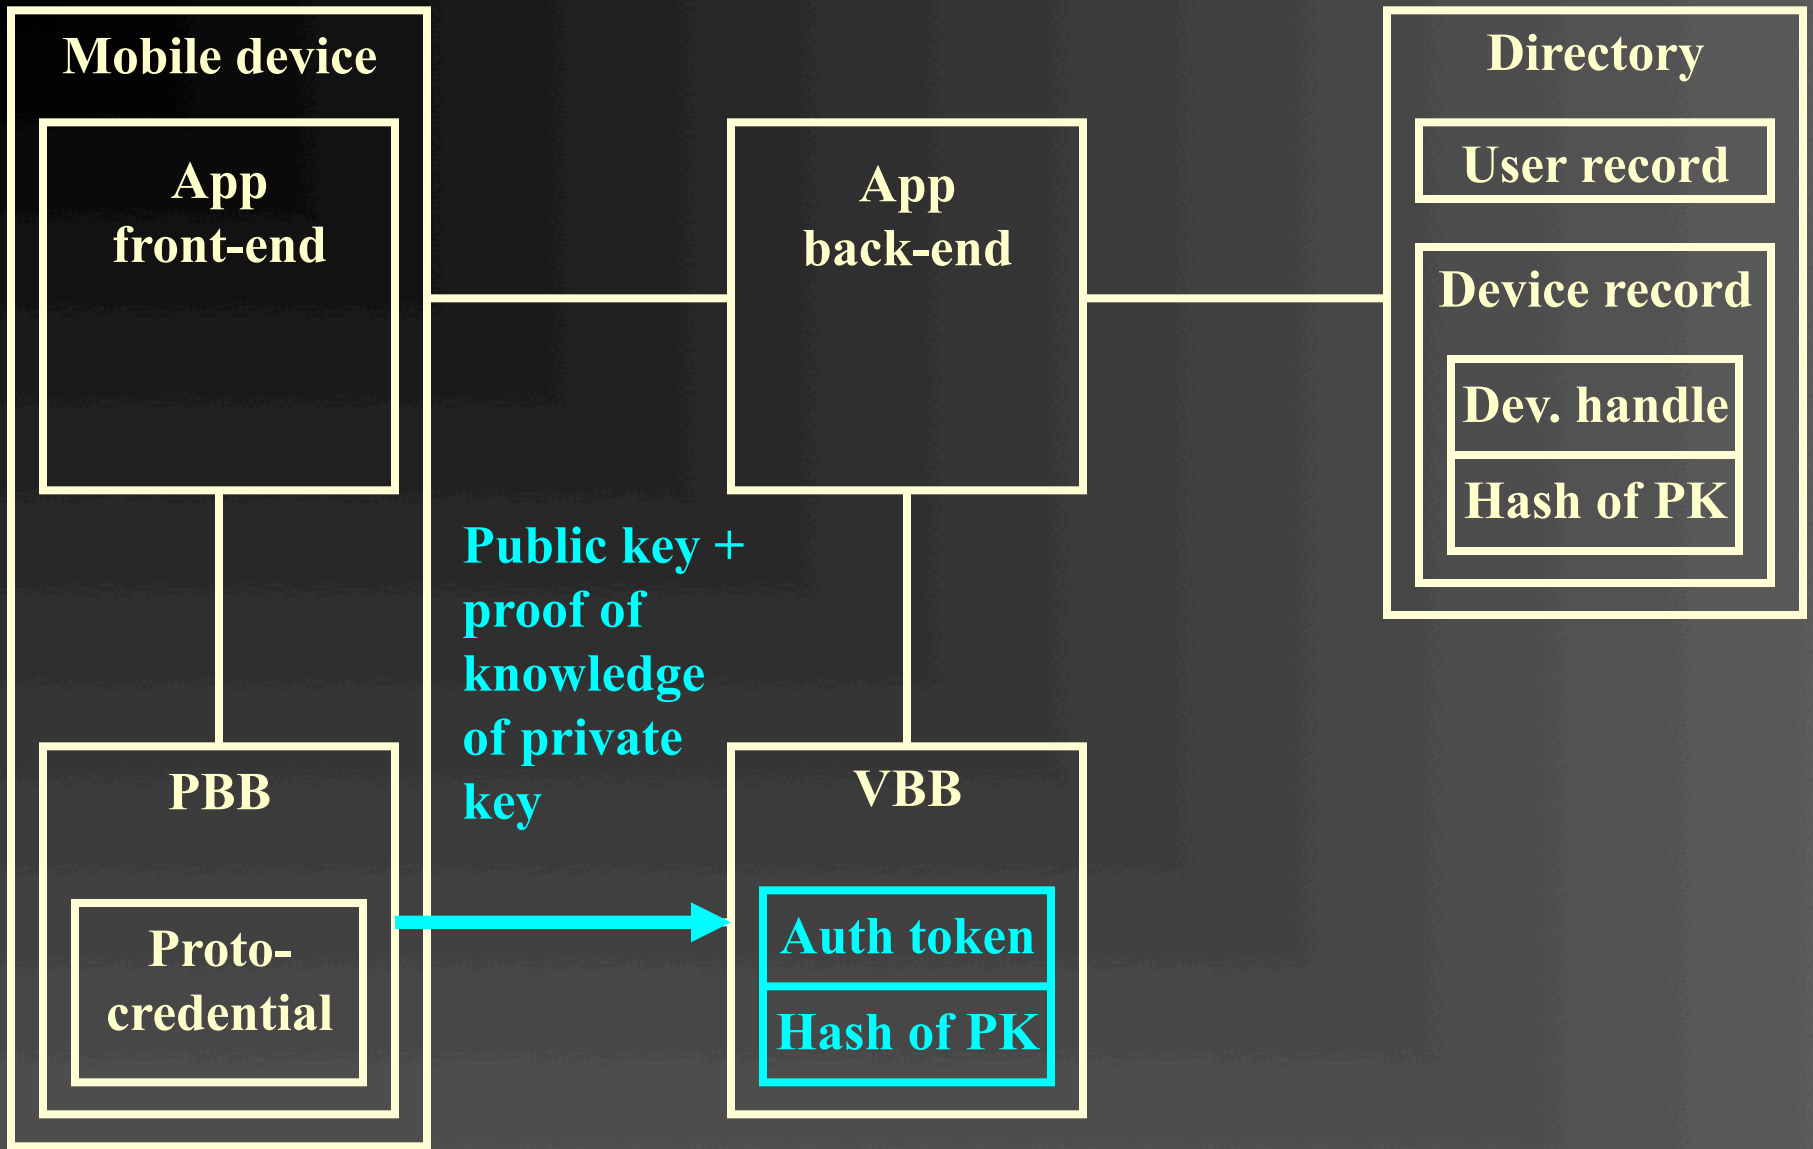 Mobile device
App
front-end
PBB
Proto-
credential
Public key +
proof of
knowledge
of private
key
App
back-end
VBB
Auth token
Hash of PK
Directory
User record
Device record
Dev. handle
Hash of PK